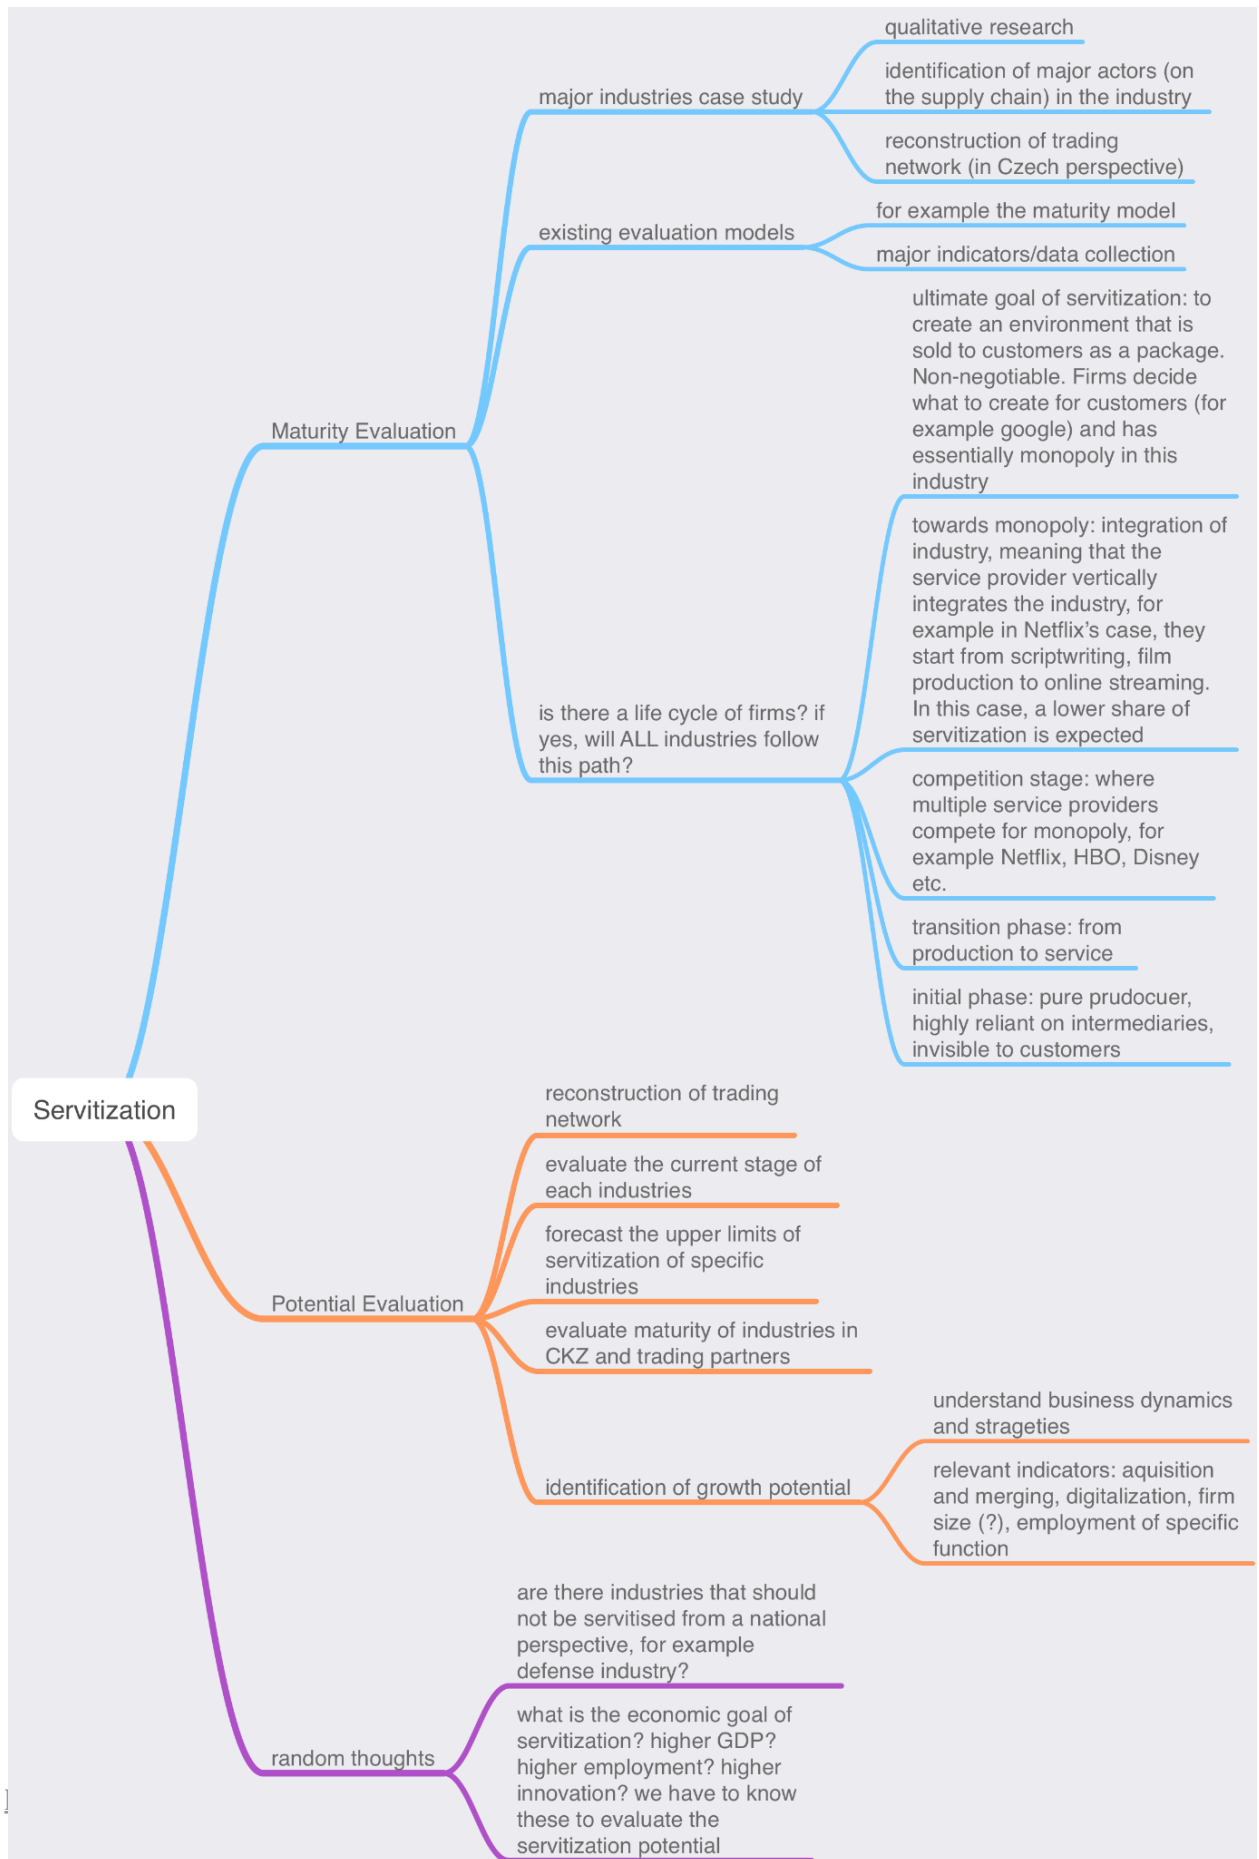 qualitative research
identification of major actors (on
the supply chain) in the industry
major industries case study
reconstruction of trading
network (in Czech perspective)
for example the maturity model
existing evaluation models
major indicators/data collection
ultimate goal of servitization: to
create an environment that is
sold to customers as a package.
Non-negotiable. Firms decide
what to create for customers (for
example google) and has
essentially monopoly in this
industry
Maturity Evaluation
towards monopoly: integration of
industry, meaning that the
service provider vertically
integrates the industry, for
example in Netflix's case, they
start from scriptwriting, film
production to online streaming.
In this case, a lower share of
servitization is expected
is there a life cycle of firms? if
yes, will ALL industries follow
this path?
competition stage: where
multiple service providers
compete for monopoly, for
example Netflix, HBO, Disney
etc.
transition phase: from
production to service
initial phase: pure prudocuer,
highly reliant on intermediaries,
invisible to customers
Servitization
reconstruction of trading
network
evaluate the current stage of
each industries
forecast the upper limits of
servitization of specific
industries
Potential Evaluation
evaluate maturity of industries in
CKZ and trading partners
understand business dynamics
and strageties
identification of growth potential
relevant indicators: aquisition
and merging, digitalization, firm
size (?), employment of specific
function
are there industries that should
not be servitised from a national
perspective, for example
defense industry?
random thoughts
what is the economic goal of
servitization? higher GDP?
higher employment? higher
innovation? we have to know
these to evaluate the
servitization potential